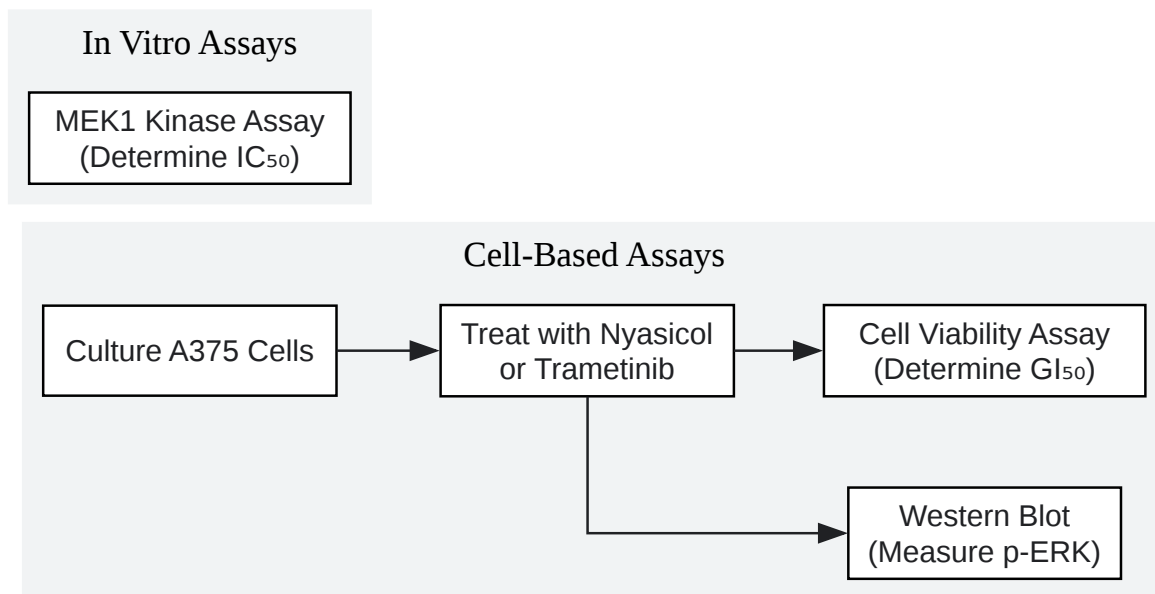 In Vitro Assays
MEK1 Kinase Assay
(Determine IC₅₀)
Cell-Based Assays
Culture A375 Cells
Treat with Nyasicol
or Trametinib
Cell Viability Assay
(Determine GI₅₀)
Western Blot
(Measure p-ERK)